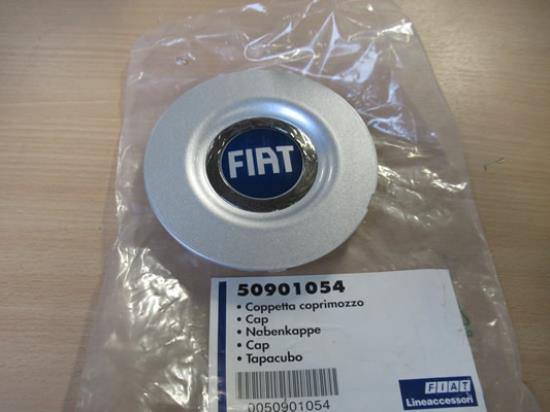 FIAT
50901054
• Coppetta coprimozzo
• Cap
• Nabenkappe
• Cap
• Tapacubo
0050901054
FIAT
Lineaccessori